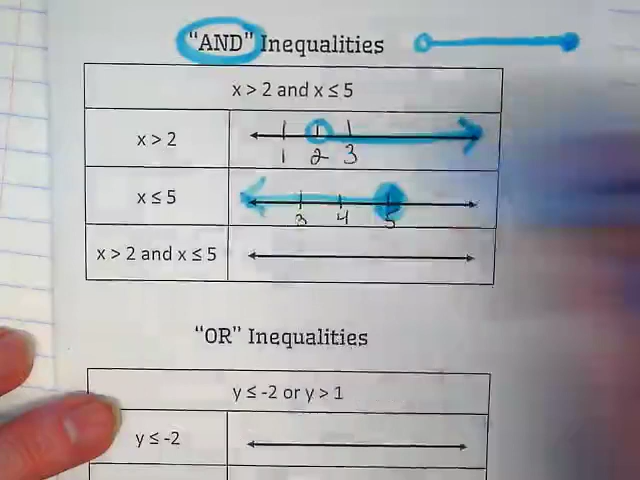 "AND" Inequalities
x > 2 and x ≤ 5
x > 2
1 2 3
x ≤ 5
3 4 5
x > 2 and x ≤ 5
"OR" Inequalities
y ≤ -2 or y > 1
y ≤ -2